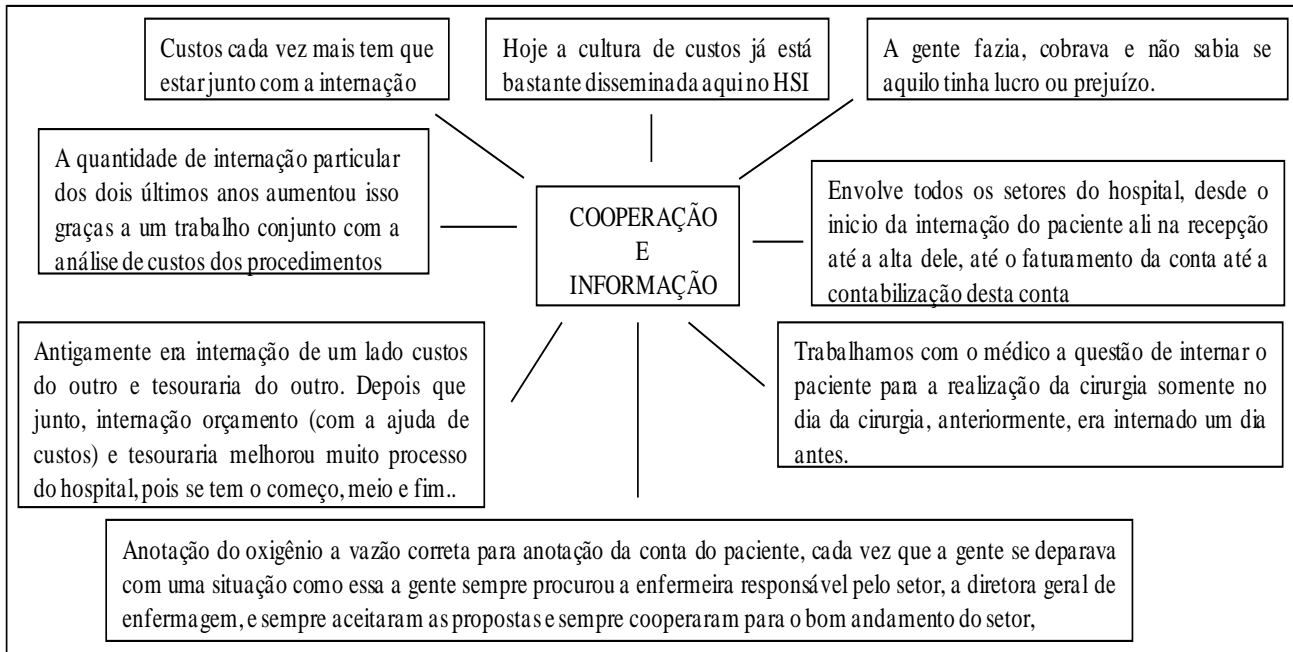 Custos cada vez mais tem que
estar junto com a internação
Hoje a cultura de custos já está
bastante disseminada aqui no HSI
A gente fazia, cobrava e não sabia se
aquilo tinha lucro ou prejuízo.
A quantidade de internação particular
dos dois últimos anos aumentou isso
graças a um trabalho conjunto com a
análise de custos dos procedimentos
COOPERAÇÃO
E
INFORMAÇÃO
Envolve todos os setores do hospital, desde o
inicio da internação do paciente ali na recepção
até a alta dele, até o faturamento da conta até a
contabilização desta conta
Antigamente era internação de um lado custos
do outro e tesouraria do outro. Depois que
junto, internação orçamento (com a ajuda de
custos) e tesouraria melhorou muito processo
do hospital, pois se tem o começo, meio e fim..
Trabalhamos com o médico a questão de internar o
paciente para a realização da cirurgia somente no
dia da cirurgia, anteriormente, era internado um dia
antes.
Anotação do oxigênio a vazão correta para anotação da conta do paciente, cada vez que a gente se deparava
com uma situação como essa a gente sempre procurou a enfermeira responsável pelo setor, a diretora geral de
enfermagem, e sempre aceitaram as propostas e sempre cooperaram para o bom andamento do setor,